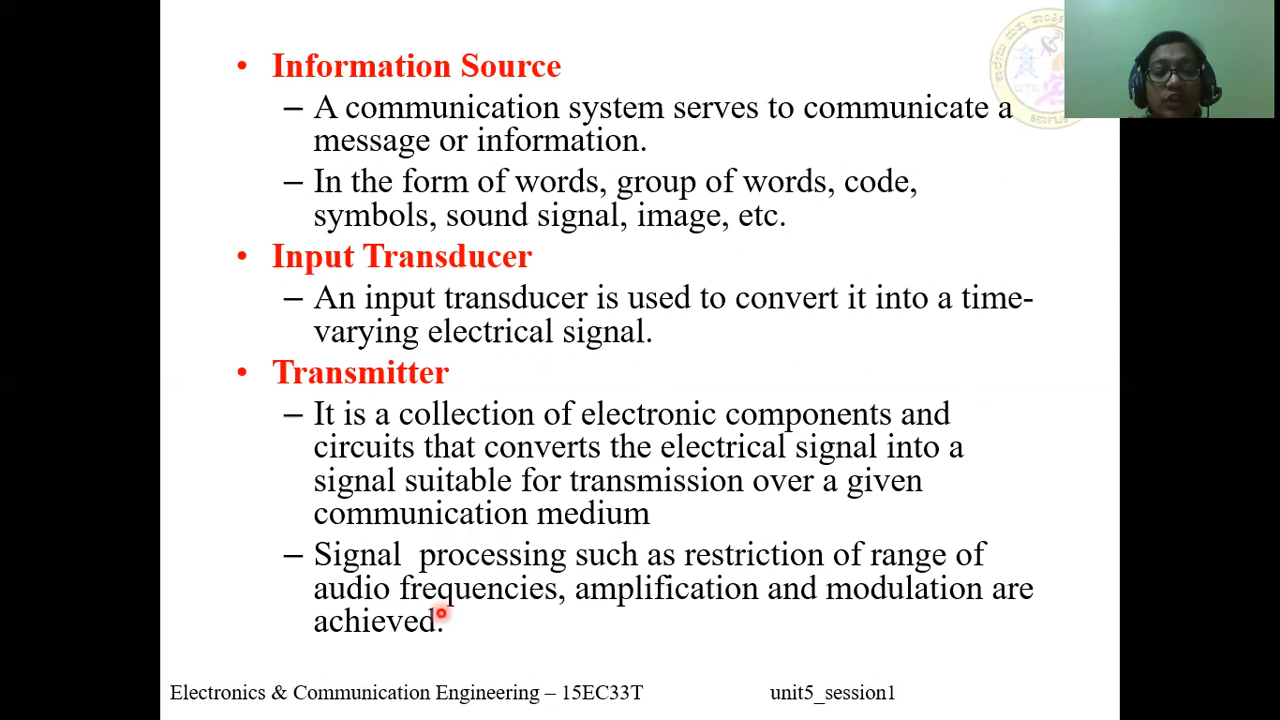 • Information Source
– A communication system serves to communicate a
message or information.
– In the form of words, group of words, code,
symbols, sound signal, image, etc.
• Input Transducer
– An input transducer is used to convert it into a time-
varying electrical signal.
• Transmitter
– It is a collection of electronic components and
circuits that converts the electrical signal into a
signal suitable for transmission over a given
communication medium
– Signal  processing such as restriction of range of
audio frequencies, amplification and modulation are
achieved.
Electronics & Communication Engineering – 15EC33T
unit5_session1